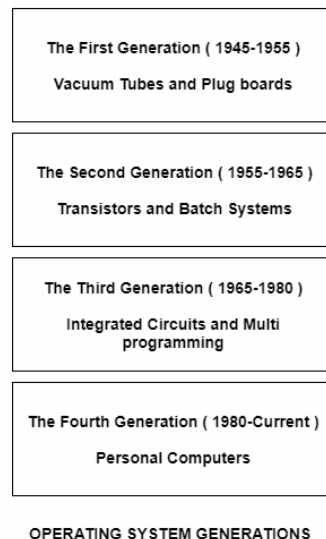 The First Generation ( 1945-1955 )
Vacuum Tubes and Plug boards
The Second Generation ( 1955-1965 )
Transistors and Batch Systems
The Third Generation ( 1965-1980 )
Integrated Circuits and Multi
programming
The Fourth Generation ( 1980-Current )
Personal Computers
OPERATING SYSTEM GENERATIONS